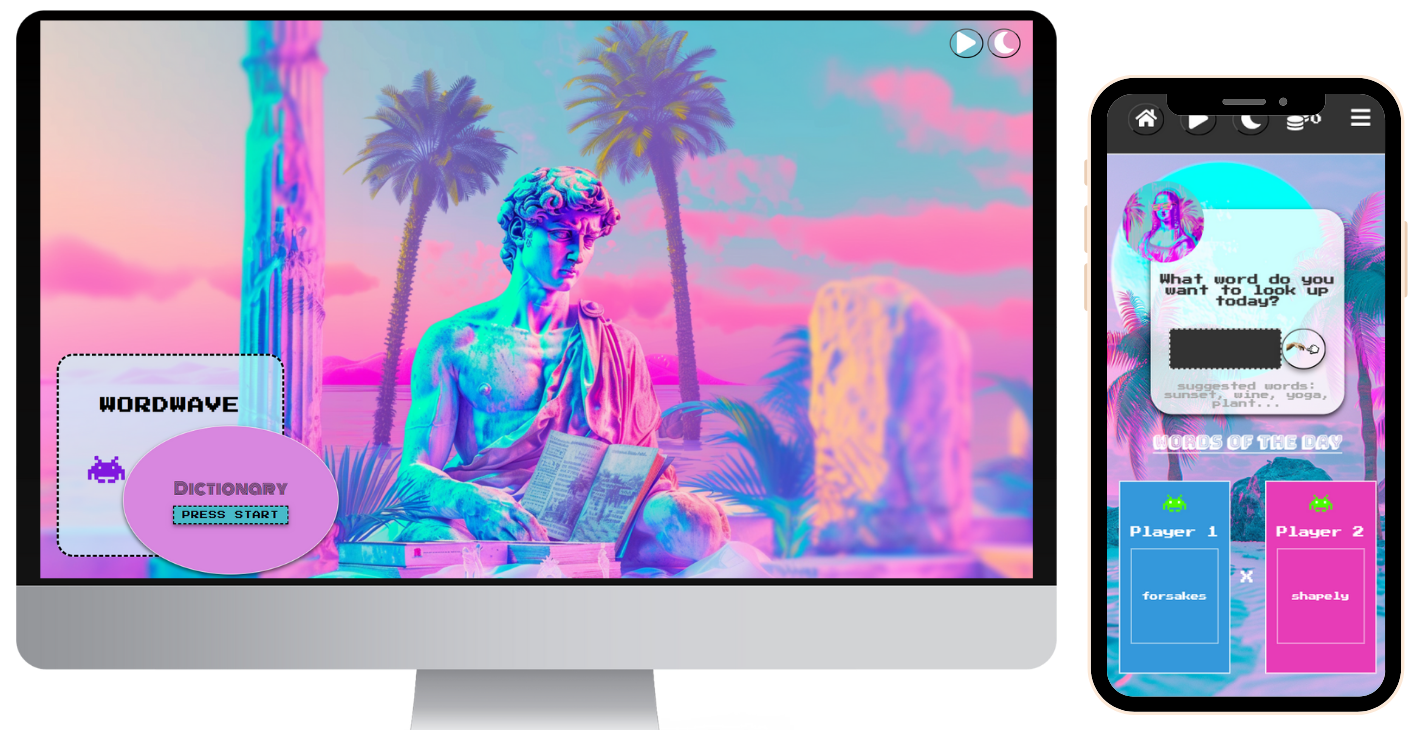 WORDWAVE
Dictionary
PRESS START
What word do you
want to look up
today?
suggested words:
sunset, wine, yoga,
plant...
WORDS OF THE DAY
Player 1
forsakes
x
Player 2
shapely